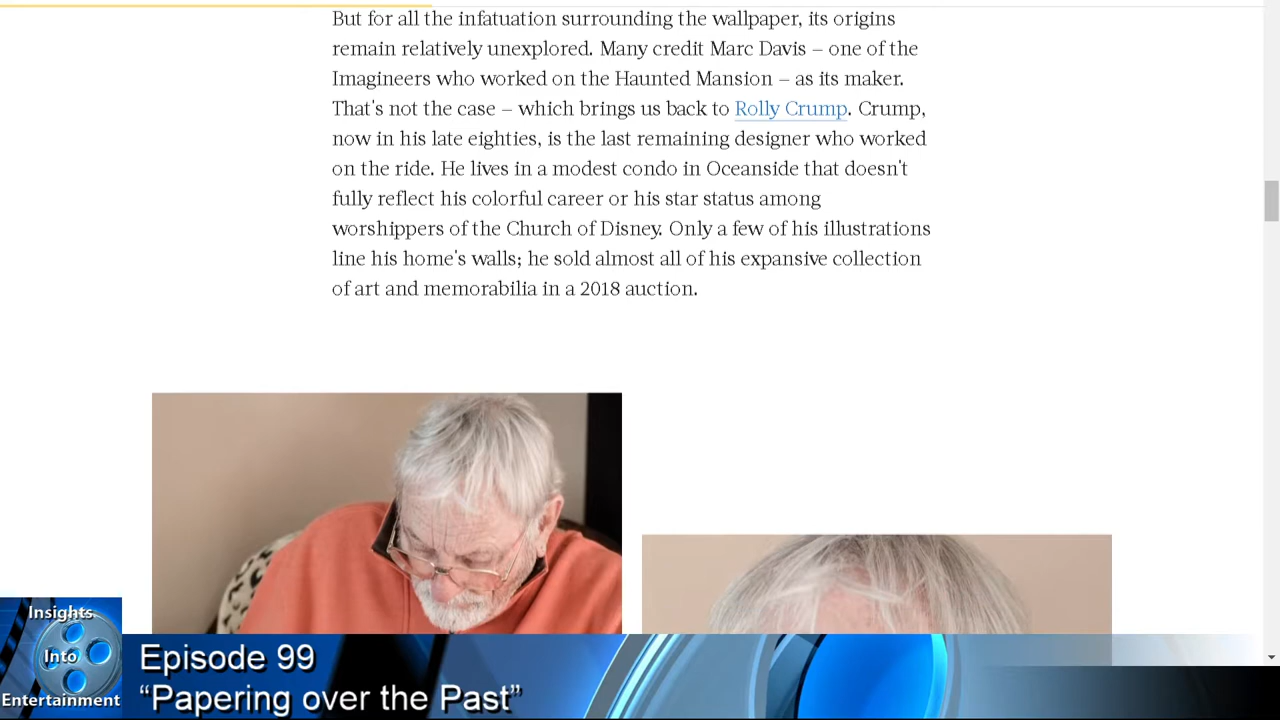 But for all the infatuation surrounding the wallpaper, its origins
remain relatively unexplored. Many credit Marc Davis – one of the
Imagineers who worked on the Haunted Mansion – as its maker.
That's not the case – which brings us back to Rolly Crump. Crump,
now in his late eighties, is the last remaining designer who worked
on the ride. He lives in a modest condo in Oceanside that doesn't
fully reflect his colorful career or his star status among
worshippers of the Church of Disney. Only a few of his illustrations
line his home's walls; he sold almost all of his expansive collection
of art and memorabilia in a 2018 auction.
Insights
Into
Entertainment
Episode 99
“Papering over the Past”